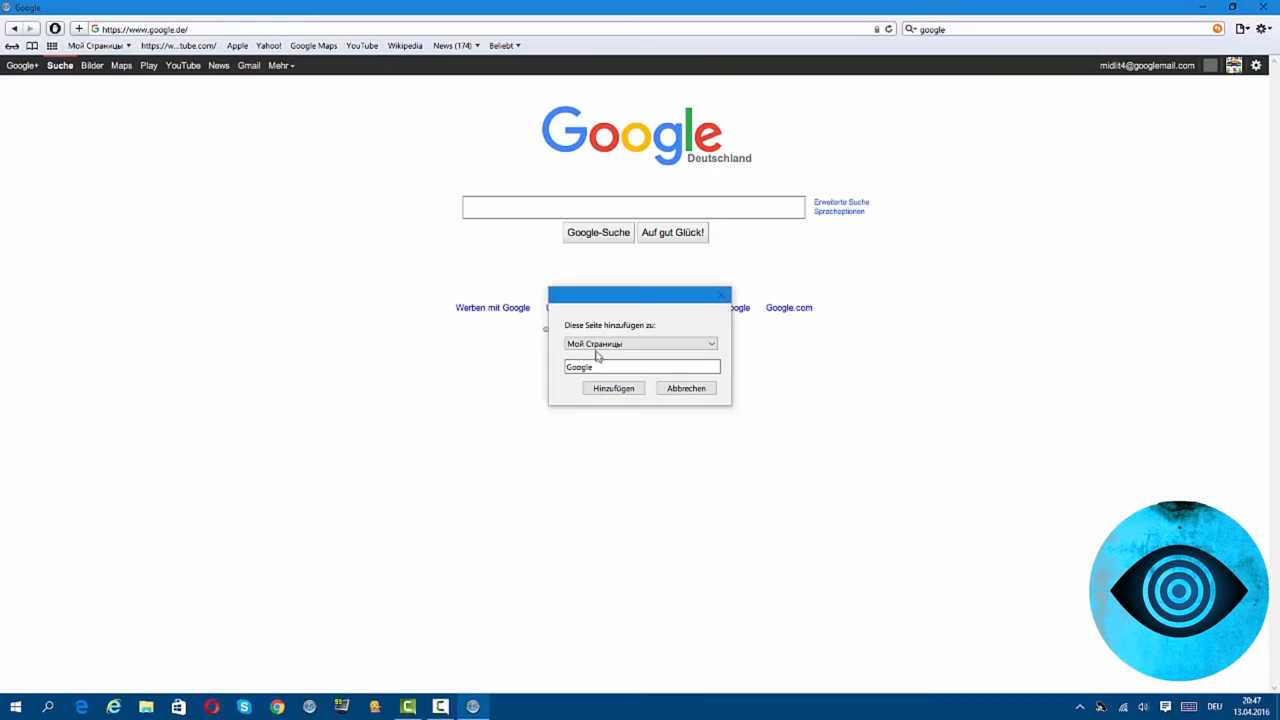 Google
https://www.google.de/
google
Мой Страницы
https://w...tube.com/
Apple
Yahoo!
Google Maps
YouTube
Wikipedia
News (174)
Beliebt
Google+
Suche
Bilder
Maps
Play
YouTube
News
Gmail
Mehr
midlit4@googlemail.com
Google
Deutschland
Erweiterte Suche
Sprachoptionen
Google-Suche
Auf gut Glück!
Werben mit Google
Google.com
Diese Seite hinzufügen zu:
Мой Страницы
Google
Hinzufügen
Abbrechen
DEU
20:47
13.04.2016